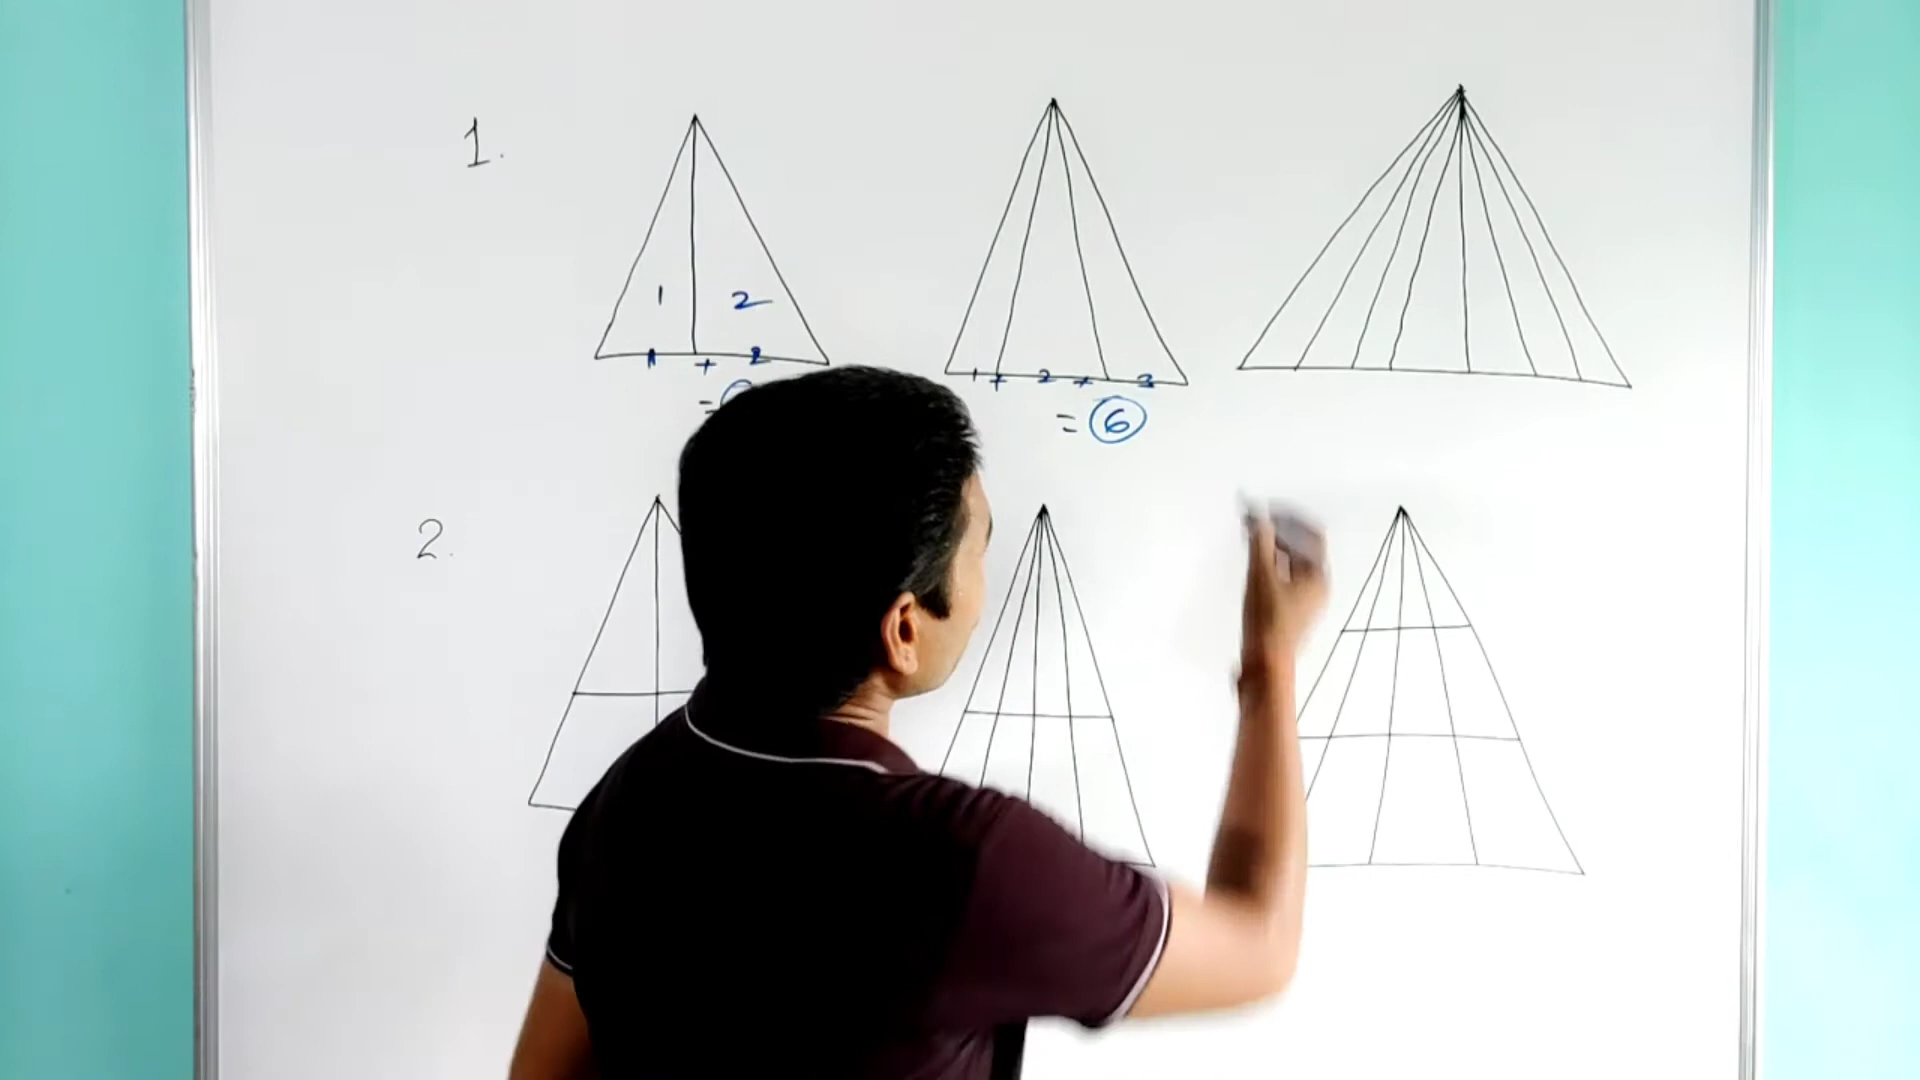 1.
1 2
1 + 2
=
1 + 2 + 3
= 6
2.